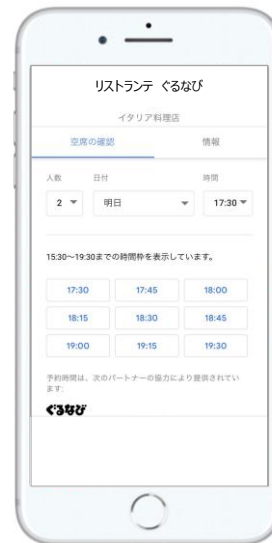 リストランテ ぐるなび
イタリア料理店
空席の確認 情報
人数 日付 時間
2 明日 17:30
15:30~19:30までの時間枠を表示しています。
17:30 17:45 18:00
18:15 18:30 18:45
19:00 19:15 19:30
予約時間は、次のパートナーの協力により提供されてい
ます:
ぐるなび